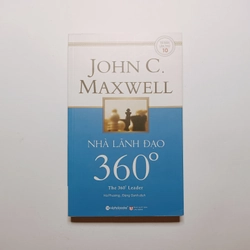 JOHN C.
MAXWELL
NHÀ LÃNH ĐẠO
360°
The 360° Leader